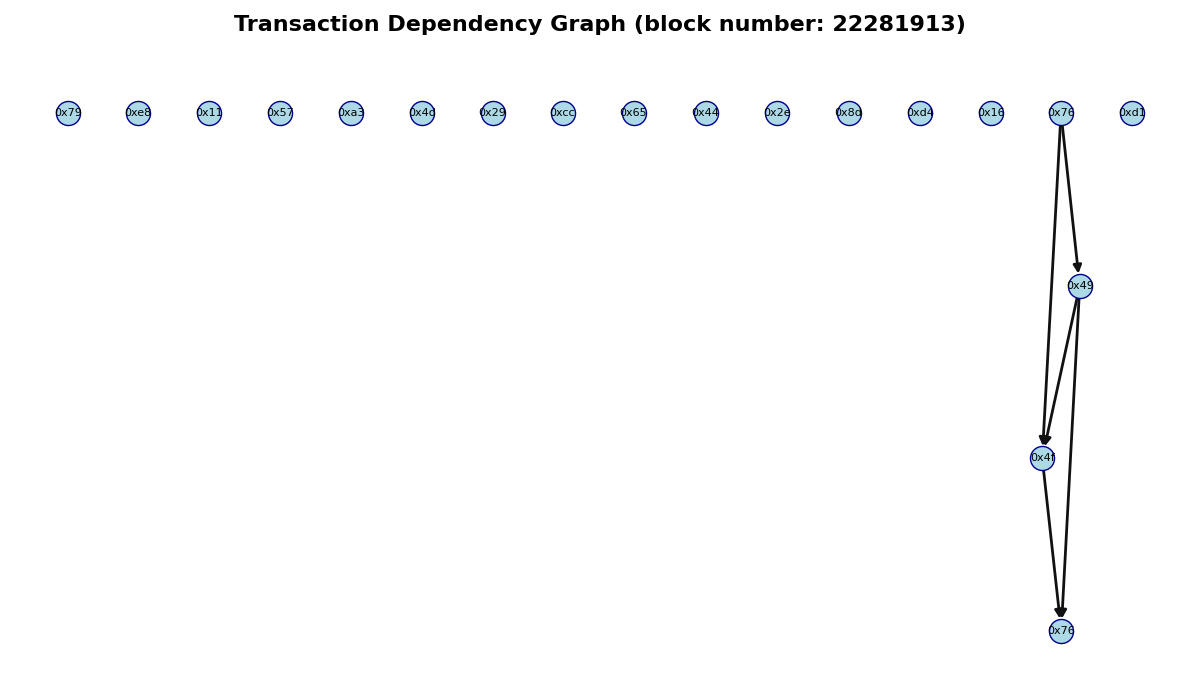 Transaction Dependency Graph (block number: 22281913)
0x79 0xe8 0x11 0x57 0xa3 0x4d 0x29 0xcc 0x65 0x44 0x2e 0x8d 0xd4 0x16 0x76 0xd1
0x49
0x4f
0x76